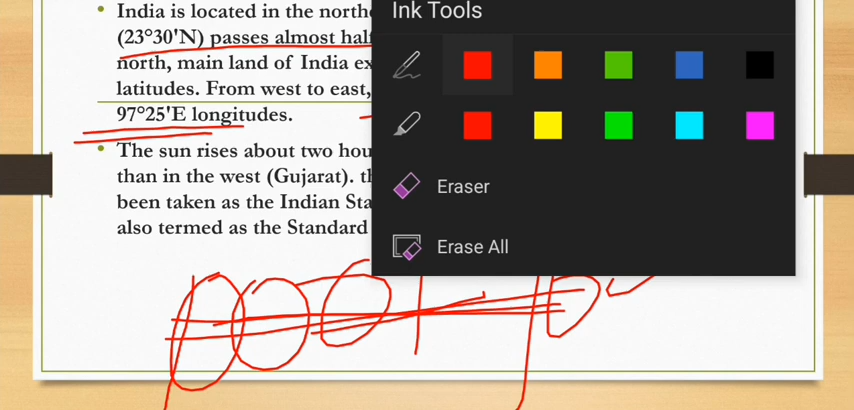 India is located in the northe
(23°30'N) passes almost half
north, main land of India ex
latitudes. From west to east,
97°25'E longitudes.
The sun rises about two hou
than in the west (Gujarat). th
been taken as the Indian Sta
also termed as the Standard
Ink Tools
Eraser
Erase All